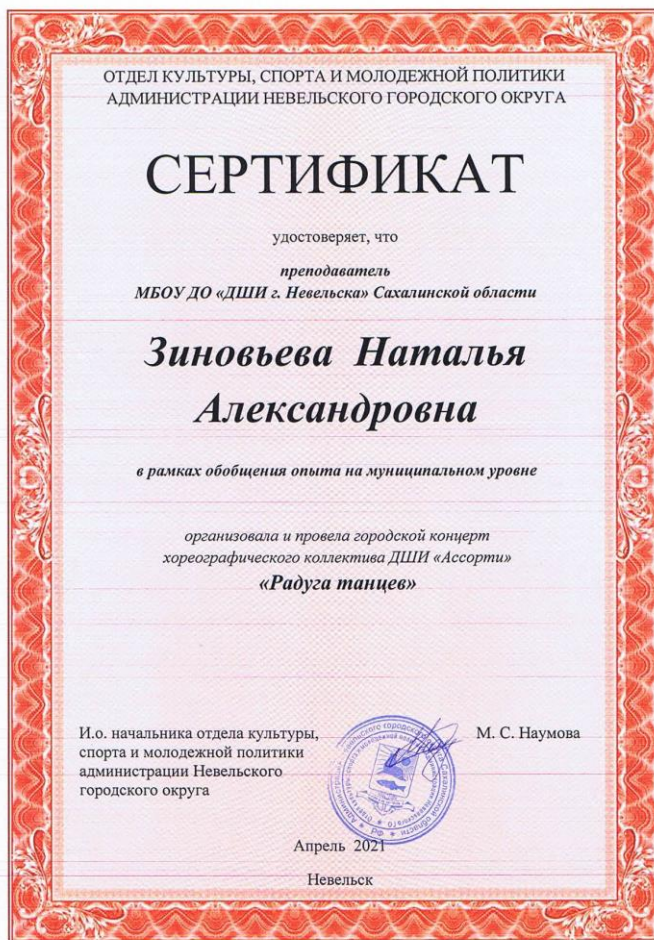 ОТДЕЛ КУЛЬТУРЫ, СПОРТА И МОЛОДЕЖНОЙ ПОЛИТИКИ
АДМИНИСТРАЦИИ НЕВЕЛЬСКОГО ГОРОДСКОГО ОКРУГА
СЕРТИФИКАТ
удостоверяет, что
преподаватель
МБОУ ДО «ДШИ г. Невельска» Сахалинской области
Зиновьева Наталья
Александровна
в рамках обобщения опыта на муниципальном уровне
организовала и провела городской концерт
хореографического коллектива ДШИ «Ассорти»
«Радуга танцев»
И.о. начальника отдела культуры,
спорта и молодежной политики
администрации Невельского
городского округа
М. С. Наумова
Апрель 2021
Невельск